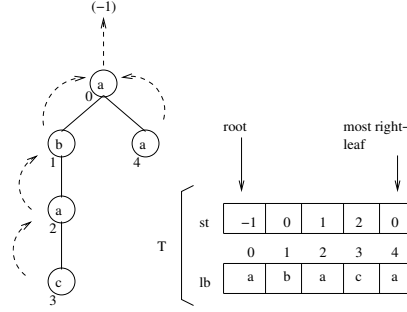 (−1)
a
0
b
1
a
4
a
2
c
3
root
most right−
leaf
T
st
−1 0 1 2 0
0 1 2 3 4
lb
a b a c a